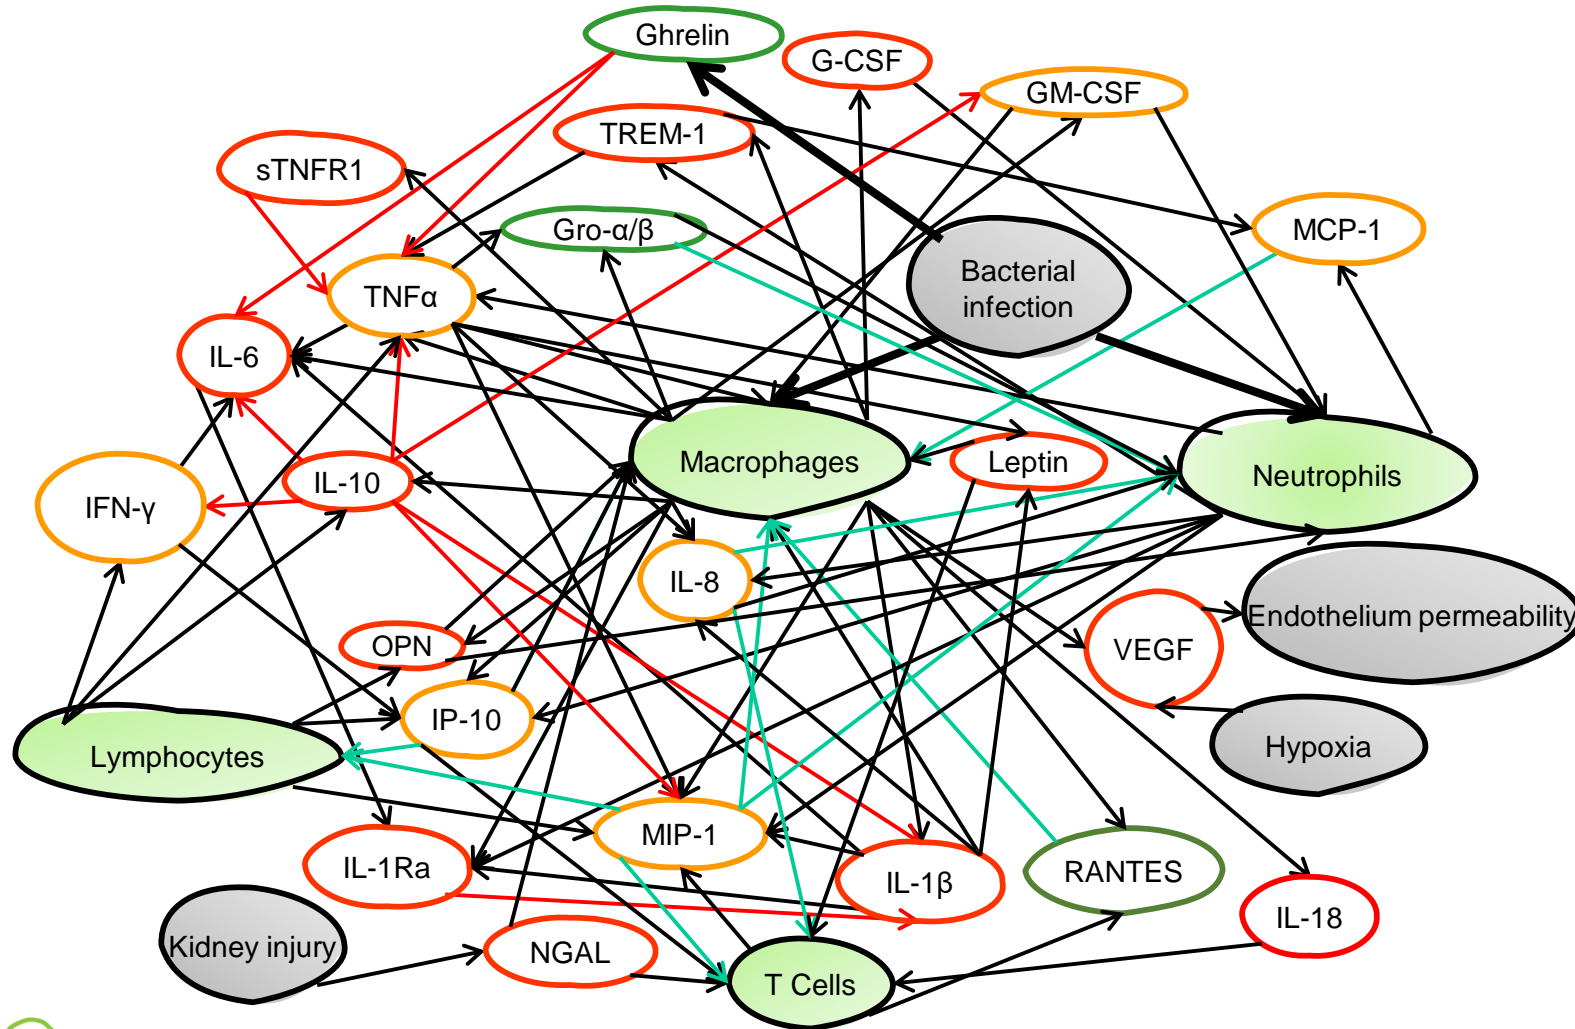 Ghrelin
G-CSF
GM-CSF
TREM-1
sTNFR1
Gro-α/β
MCP-1
Bacterial
infection
TNFα
IL-6
Macrophages
Leptin
Neutrophils
IL-10
IFN-γ
IL-8
Endothelium permeability
OPN
VEGF
IP-10
Hypoxia
Lymphocytes
MIP-1
IL-1Ra
IL-1β
RANTES
IL-18
Kidney injury
NGAL
T Cells